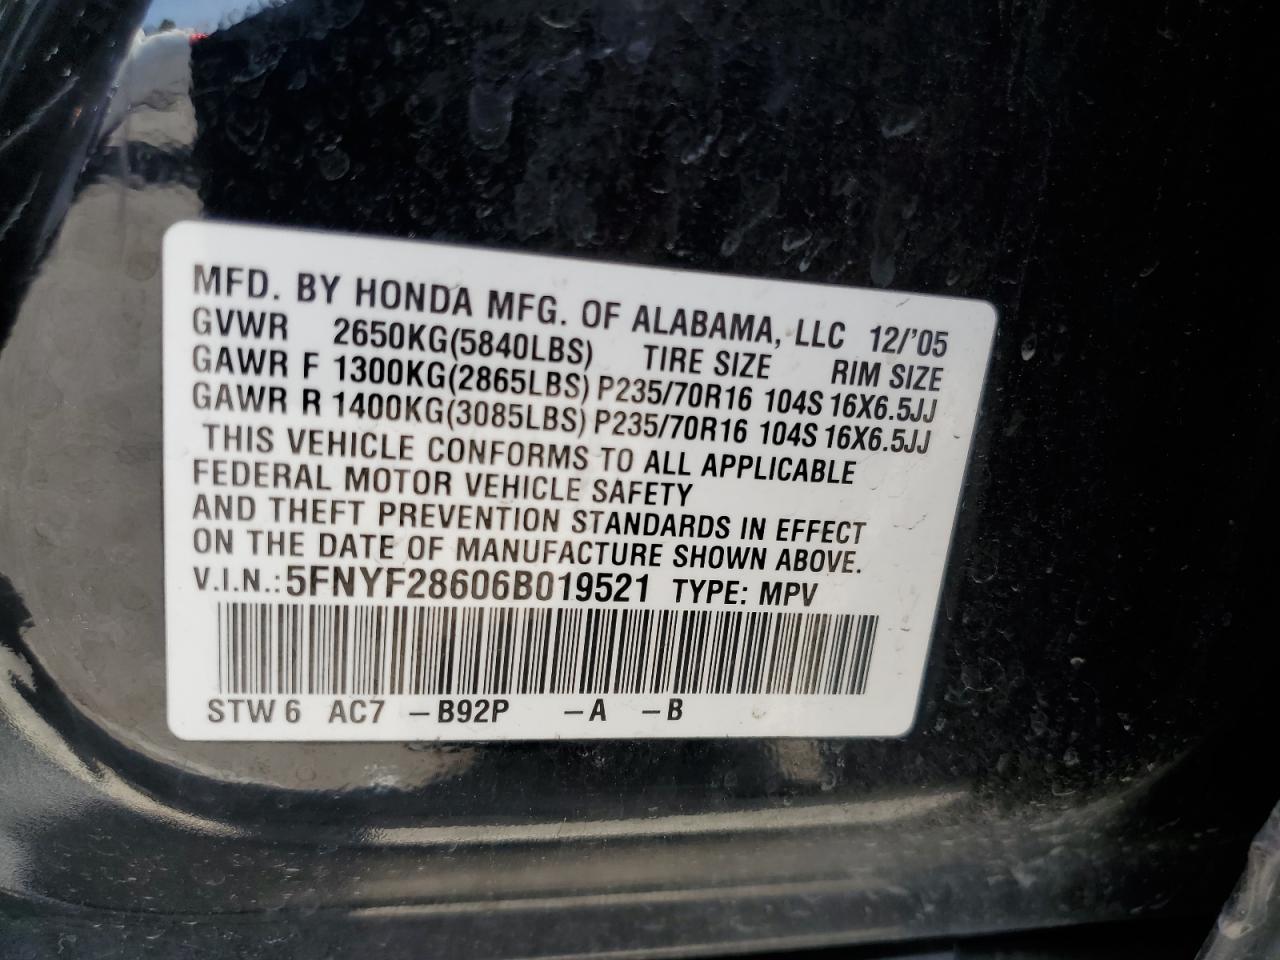 MFD. BY HONDA MFG. OF ALABAMA, LLC 12/'05
GVWR 2650KG(5840LBS) TIRE SIZE RIM SIZE
GAWR F 1300KG(2865LBS) P235/70R16 104S 16X6.5JJ
GAWR R 1400KG(3085LBS) P235/70R16 104S 16X6.5JJ
THIS VEHICLE CONFORMS TO ALL APPLICABLE
FEDERAL MOTOR VEHICLE SAFETY
AND THEFT PREVENTION STANDARDS IN EFFECT
ON THE DATE OF MANUFACTURE SHOWN ABOVE.
V.I.N.: 5FNYF28606B019521 TYPE: MPV
STW 6 AC7 -B92P -A -B